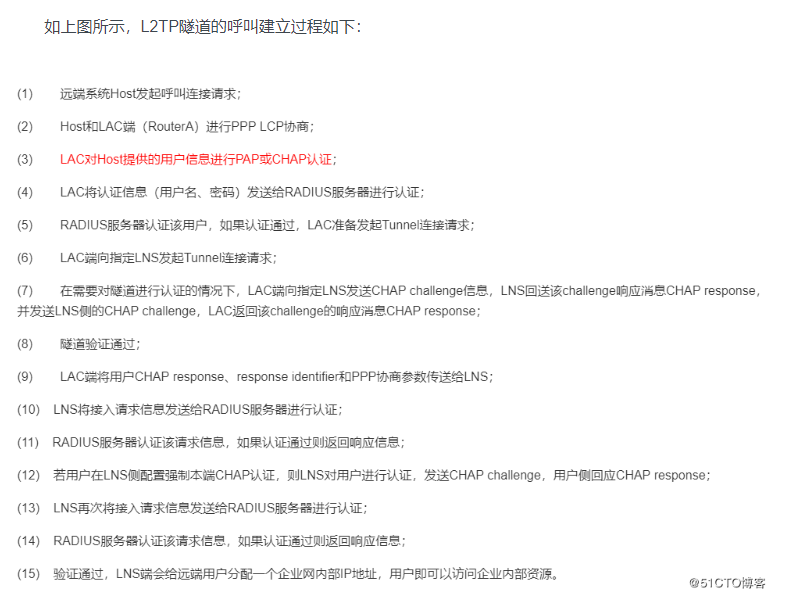 如上图所示，L2TP隧道的呼叫建立过程如下：
(1) 远端系统Host发起呼叫连接请求；
(2) Host和LAC端（RouterA）进行PPP LCP协商；
(3) LAC对Host提供的用户信息进行PAP或CHAP认证；
(4) LAC将认证信息（用户名、密码）发送给RADIUS服务器进行认证；
(5) RADIUS服务器认证该用户，如果认证通过，LAC准备发起Tunnel连接请求；
(6) LAC端向指定LNS发起Tunnel连接请求；
(7) 在需要对隧道进行认证的情况下，LAC端向指定LNS发送CHAP challenge信息，LNS回送该challenge响应消息CHAP response，
并发送LNS侧的CHAP challenge，LAC返回该challenge的响应消息CHAP response；
(8) 隧道验证通过；
(9) LAC端将用户CHAP response、response identifier和PPP协商参数传送给LNS；
(10) LNS将接入请求信息发送给RADIUS服务器进行认证；
(11) RADIUS服务器认证该请求信息，如果认证通过则返回响应信息；
(12) 若用户在LNS侧配置强制本端CHAP认证，则LNS对用户进行认证，发送CHAP challenge，用户侧回应CHAP response；
(13) LNS再次将接入请求信息发送给RADIUS服务器进行认证；
(14) RADIUS服务器认证该请求信息，如果认证通过则返回响应信息；
(15) 验证通过，LNS端会给远端用户分配一个企业网内部IP地址，用户即可以访问企业内部资源。
@51CTO博客